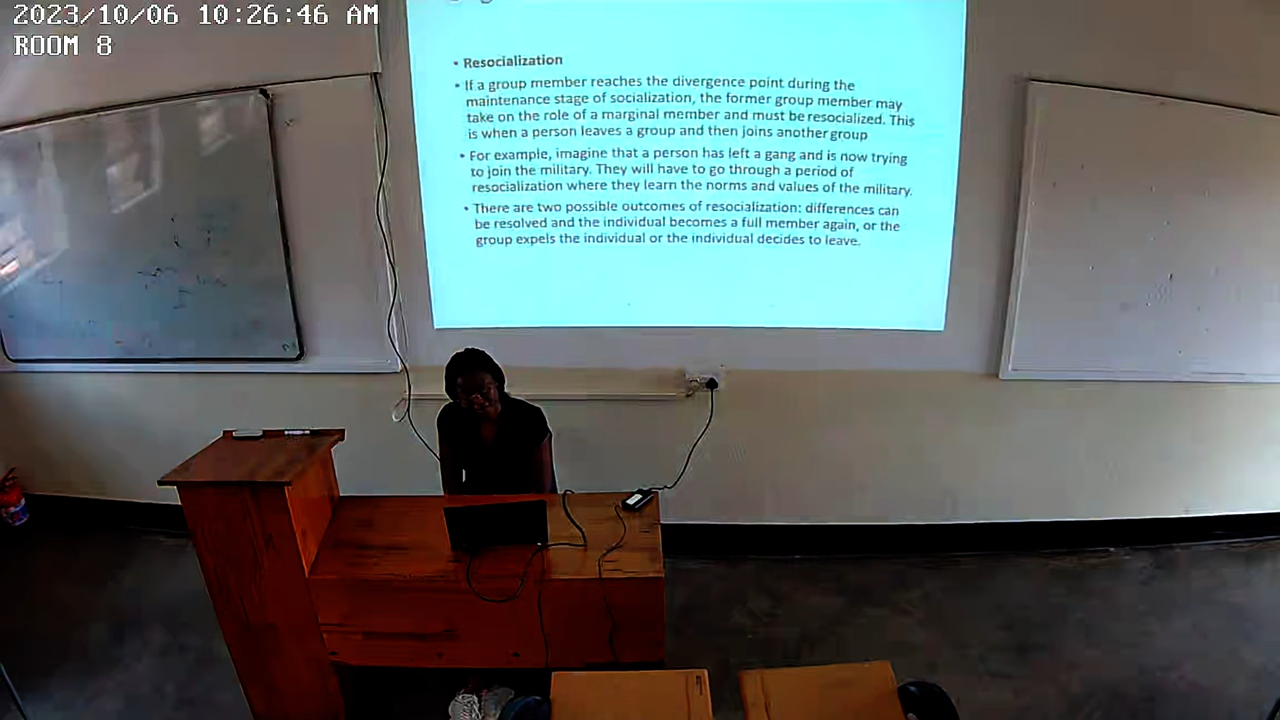 2023/10/06 10:26:46 AM
ROOM 8
• Resocialization
• If a group member reaches the divergence point during the
maintenance stage of socialization, the former group member may
take on the role of a marginal member and must be resocialized. This
is when a person leaves a group and then joins another group
• For example, imagine that a person has left a gang and is now trying
to join the military. They will have to go through a period of
resocialization where they learn the norms and values of the military.
• There are two possible outcomes of resocialization: differences can
be resolved and the individual becomes a full member again, or the
group expels the individual or the individual decides to leave.